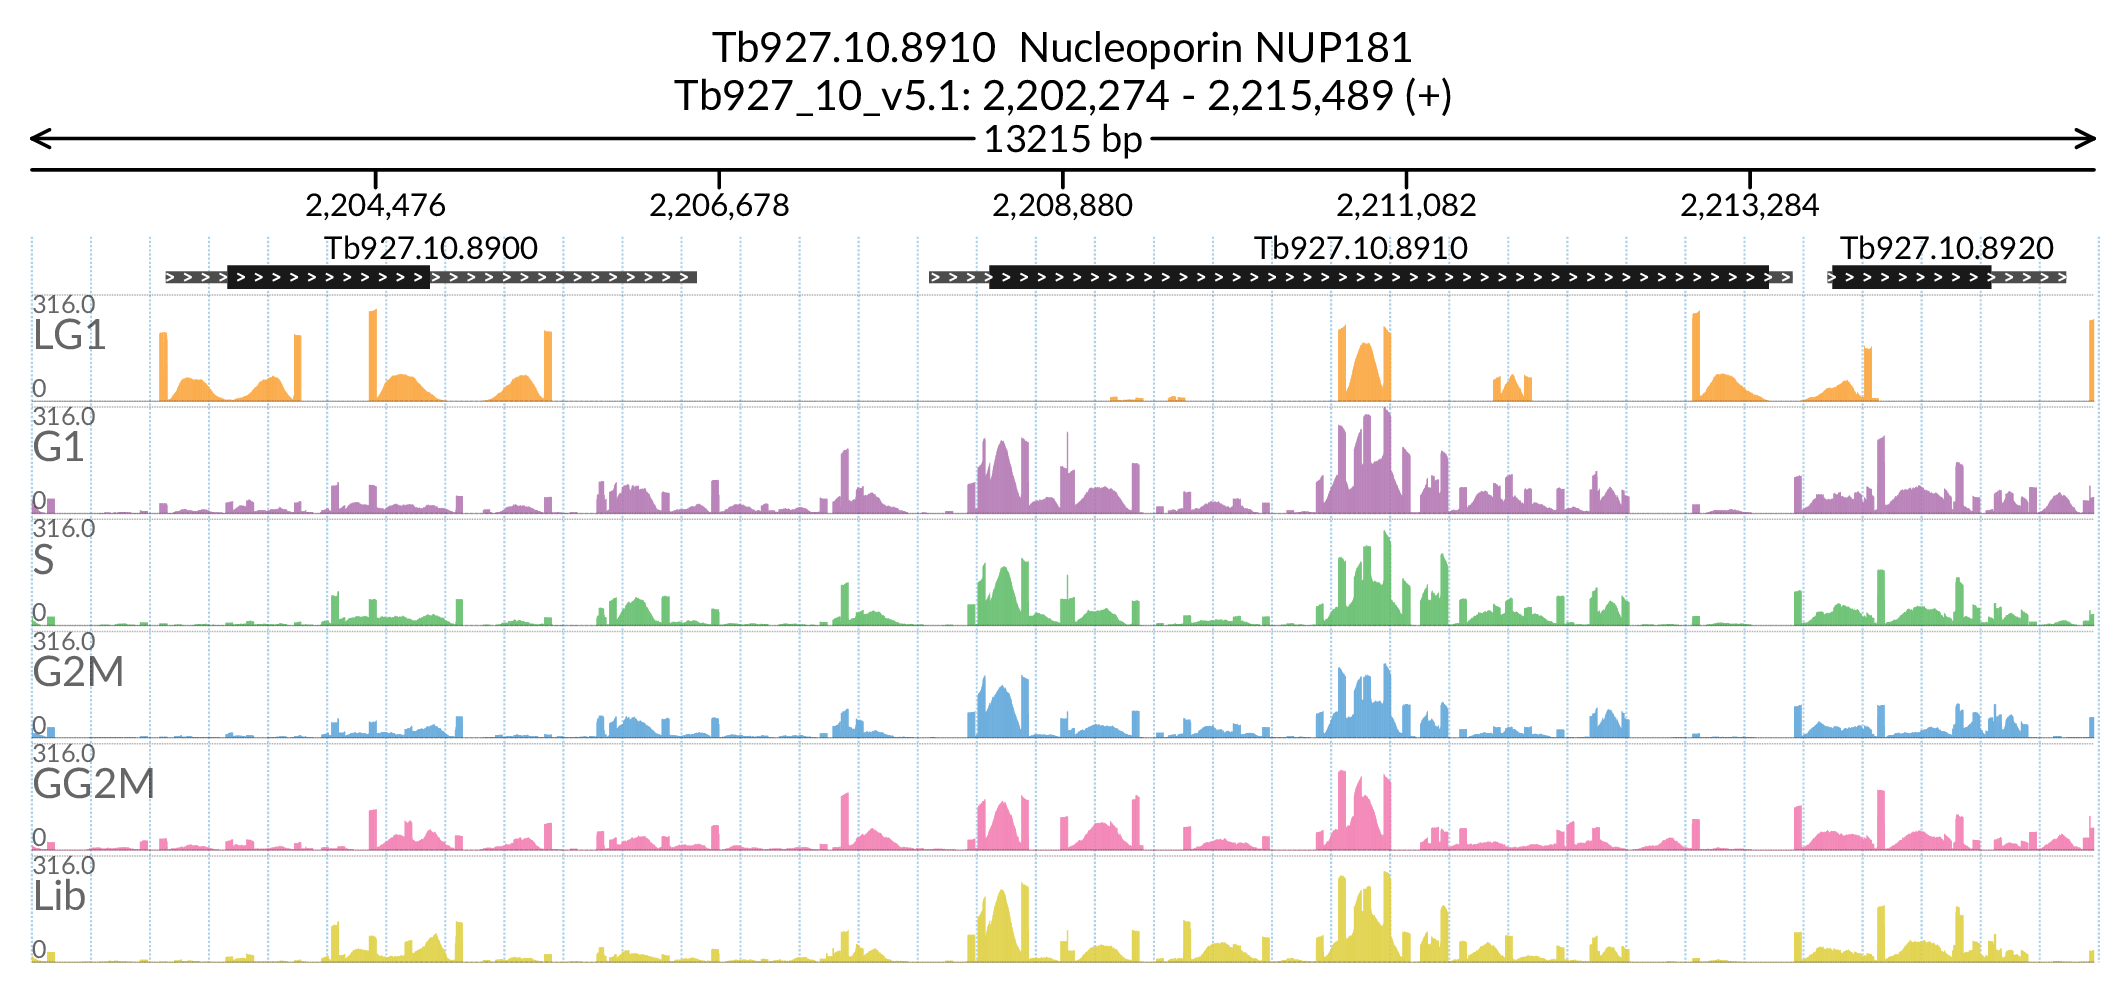 Tb927.10.8910  Nucleoporin NUP181
Tb927_10_v5.1: 2,202,274 - 2,215,489 (+)
13215 bp
2,204,476 2,206,678 2,208,880 2,211,082 2,213,284
Tb927.10.8900 Tb927.10.8910 Tb927.10.8920
316.0
LG1
0
316.0
G1
0
316.0
S
0
316.0
G2M
0
316.0
GG2M
0
316.0
Lib
0